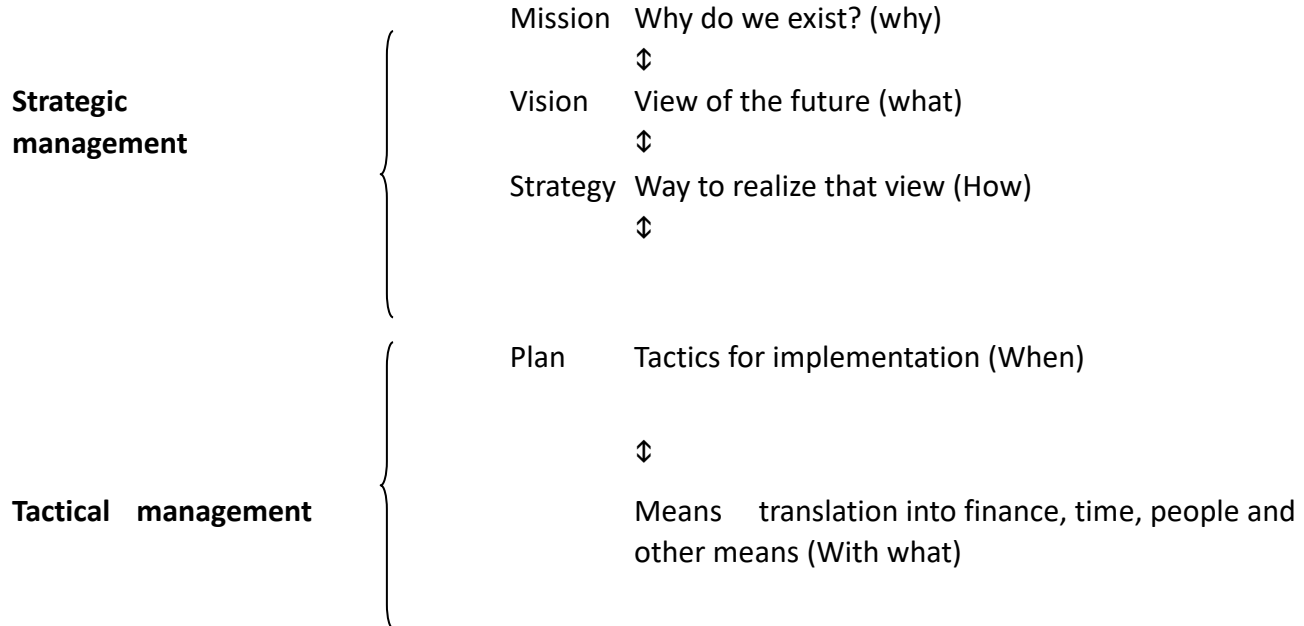 Mission Why do we exist? (why)
⇕
Strategic
management
Vision View of the future (what)
⇕
Strategy Way to realize that view (How)
⇕
Plan Tactics for implementation (When)
⇕
Tactical management
Means translation into finance, time, people and
other means (With what)